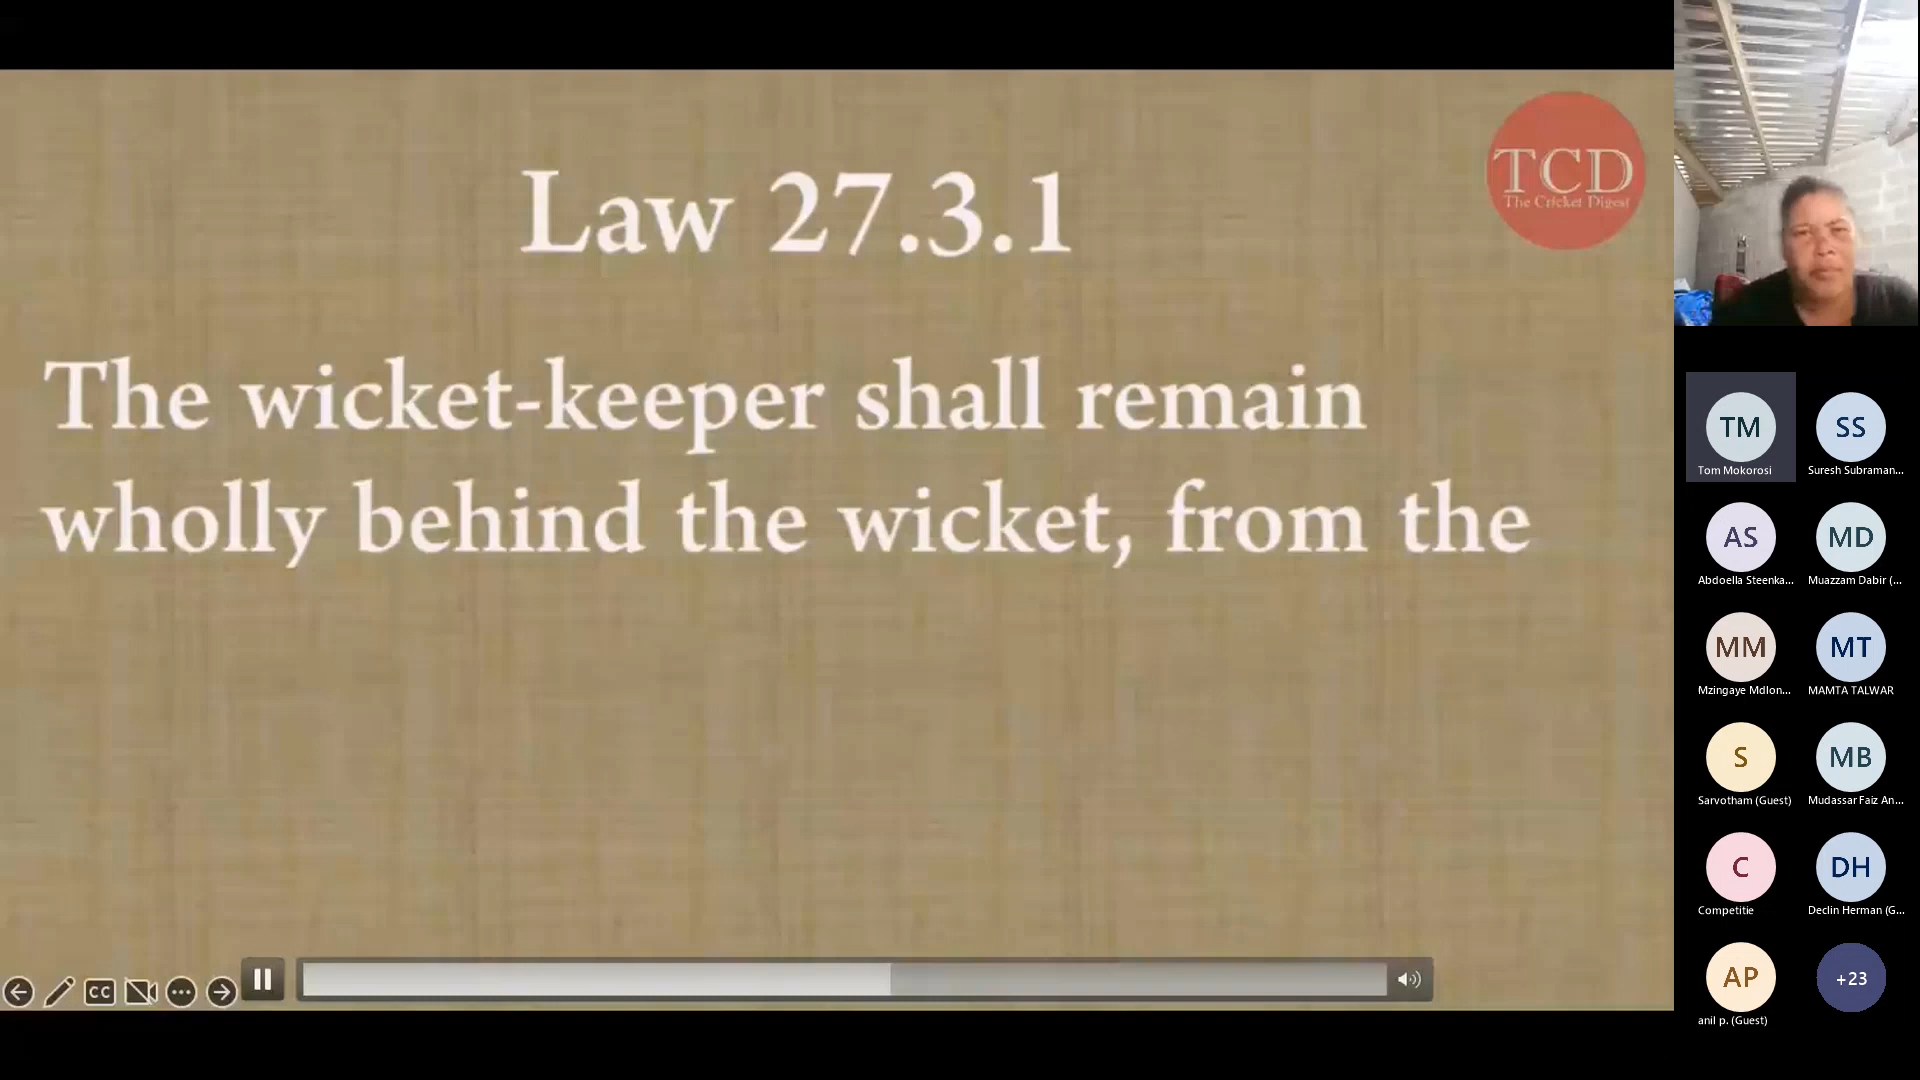 TCD
The Cricket Digest
Law 27.3.1
The wicket-keeper shall remain
wholly behind the wicket, from the
CC
TM
Tom Mokorosi
SS
Suresh Subraman...
AS
Abdoella Steenka...
MD
Muazzam Dabir (...
MM
Mzingaye Mdlon...
MT
MAMTA TALWAR
S
Sarvotham (Guest)
MB
Mudassar Faiz An...
C
Competitie
DH
Declin Herman (G...
AP
anil p. (Guest)
+23